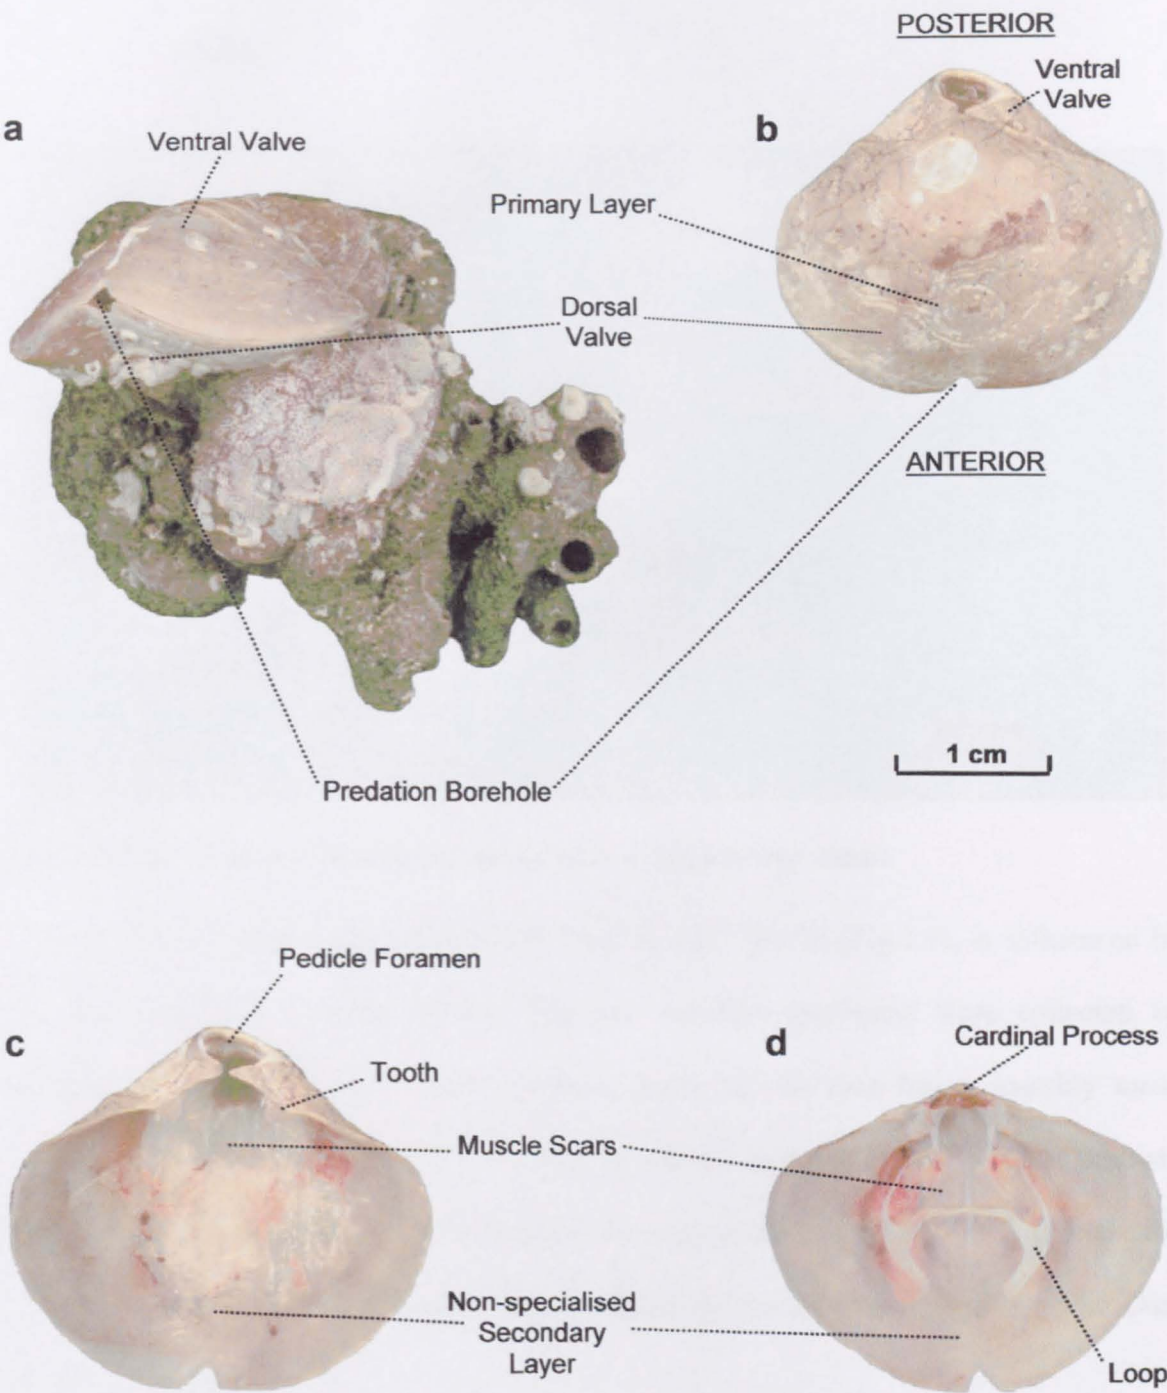 POSTERIOR
a
b
Ventral Valve
Ventral
Valve
Primary Layer
Dorsal
Valve
ANTERIOR
1 cm
Predation Borehole
Pedicle Foramen
c
d
Cardinal Process
Tooth
Muscle Scars
Non-specialised
Secondary
Layer
Loop